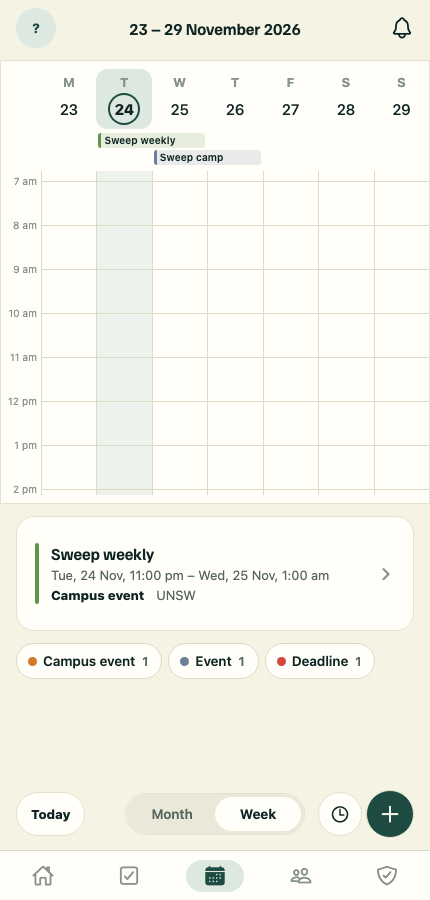 ?
23 – 29 November 2026
M T W T F S S
23 24 25 26 27 28 29
Sweep weekly
Sweep camp
7 am
8 am
9 am
10 am
11 am
12 pm
1 pm
2 pm
Sweep weekly
Tue, 24 Nov, 11:00 pm – Wed, 25 Nov, 1:00 am
Campus event UNSW
Campus event 1 Event 1 Deadline 1
Today Month Week